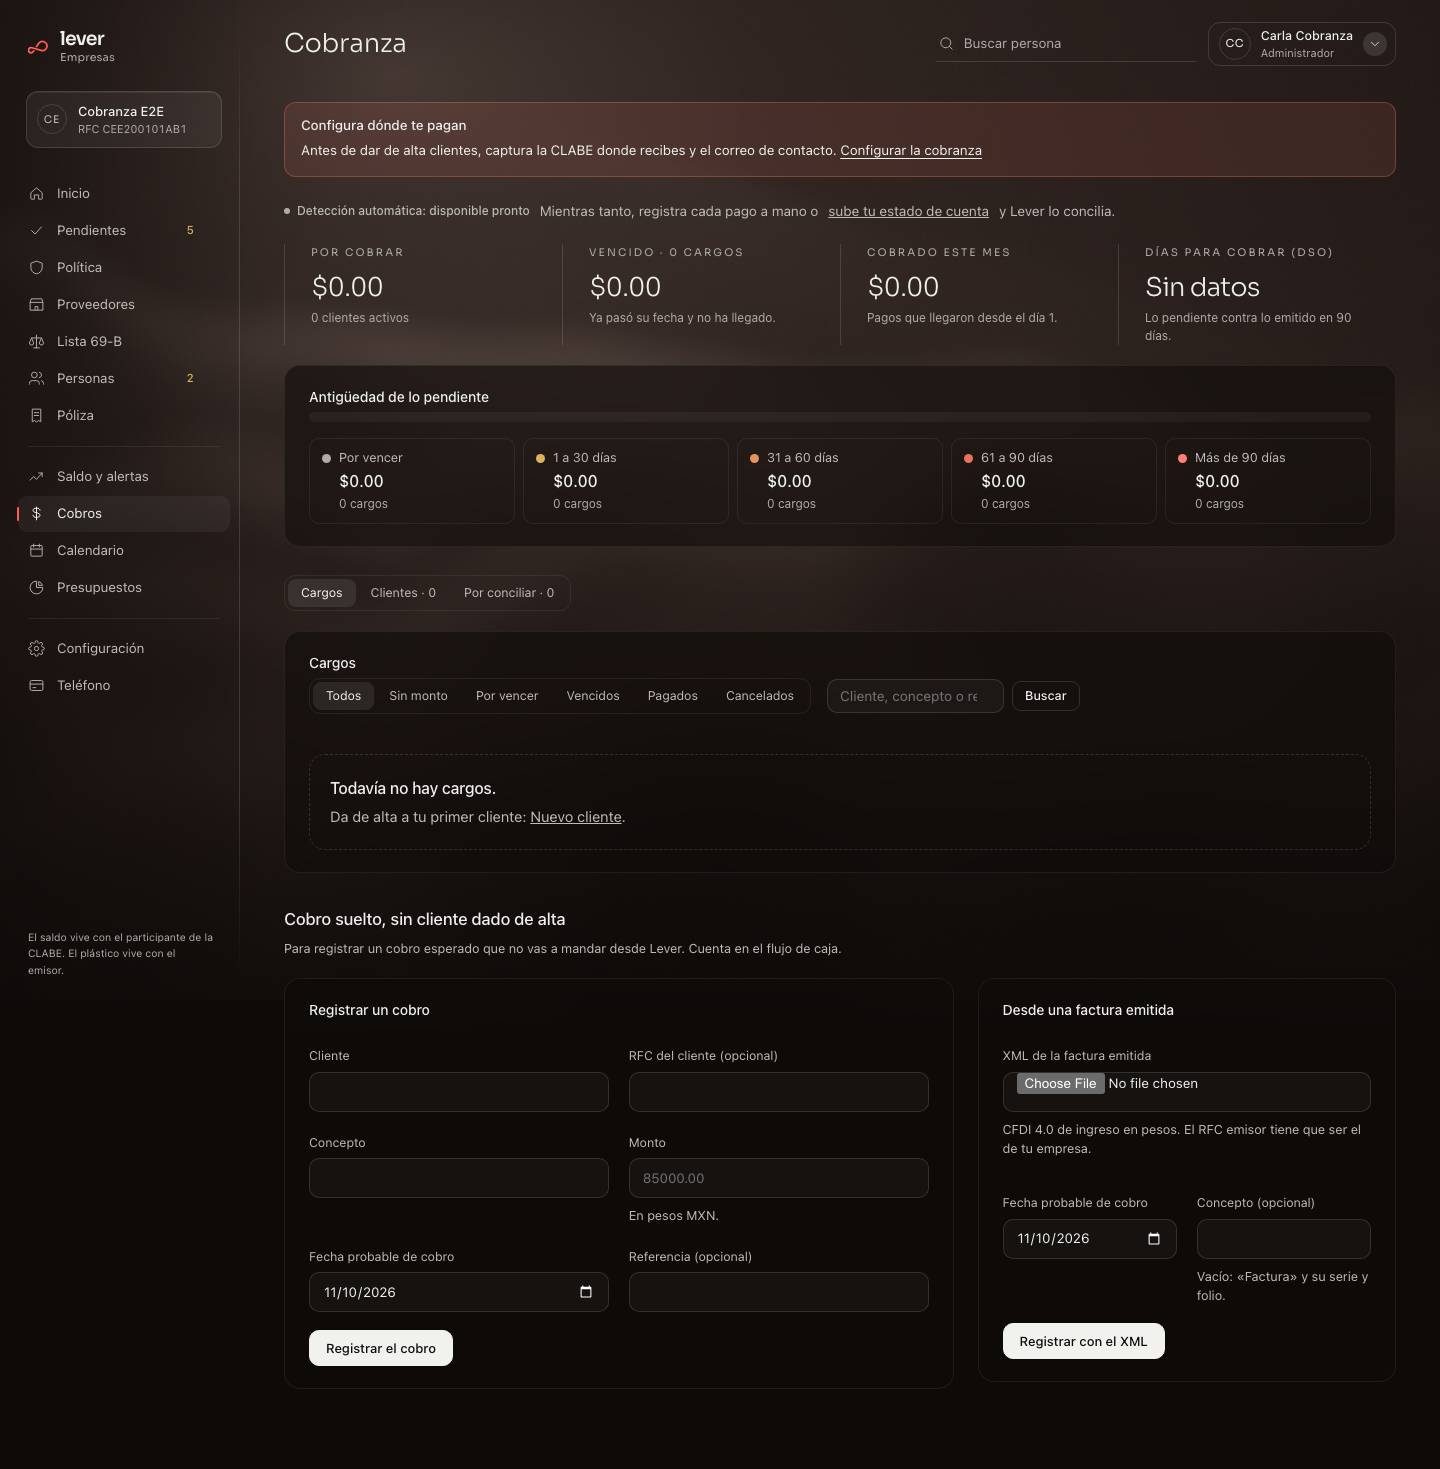 lever
Empresas
CE
Cobranza E2E
RFC CEE200101AB1
Inicio
Pendientes 5
Política
Proveedores
Lista 69-B
Personas 2
Póliza
Saldo y alertas
Cobros
Calendario
Presupuestos
Configuración
Teléfono
El saldo vive con el participante de la
CLABE. El plástico vive con el
emisor.
Cobranza
Buscar persona
CC
Carla Cobranza
Administrador
Configura dónde te pagan
Antes de dar de alta clientes, captura la CLABE donde recibes y el correo de contacto. Configurar la cobranza
Detección automática: disponible pronto Mientras tanto, registra cada pago a mano o sube tu estado de cuenta y Lever lo concilia.
POR COBRAR
$0.00
0 clientes activos
VENCIDO · 0 CARGOS
$0.00
Ya pasó su fecha y no ha llegado.
COBRADO ESTE MES
$0.00
Pagos que llegaron desde el día 1.
DÍAS PARA COBRAR (DSO)
Sin datos
Lo pendiente contra lo emitido en 90
días.
Antigüedad de lo pendiente
Por vencer
$0.00
0 cargos
1 a 30 días
$0.00
0 cargos
31 a 60 días
$0.00
0 cargos
61 a 90 días
$0.00
0 cargos
Más de 90 días
$0.00
0 cargos
Cargos Clientes · 0 Por conciliar · 0
Cargos
Todos Sin monto Por vencer Vencidos Pagados Cancelados Cliente, concepto o re Buscar
Todavía no hay cargos.
Da de alta a tu primer cliente: Nuevo cliente.
Cobro suelto, sin cliente dado de alta
Para registrar un cobro esperado que no vas a mandar desde Lever. Cuenta en el flujo de caja.
Registrar un cobro
Cliente RFC del cliente (opcional)
Concepto Monto
85000.00
En pesos MXN.
Fecha probable de cobro Referencia (opcional)
11/10/2026
Registrar el cobro
Desde una factura emitida
XML de la factura emitida
Choose File No file chosen
CFDI 4.0 de ingreso en pesos. El RFC emisor tiene que ser el
de tu empresa.
Fecha probable de cobro Concepto (opcional)
11/10/2026
Vacío: «Factura» y su serie y
folio.
Registrar con el XML